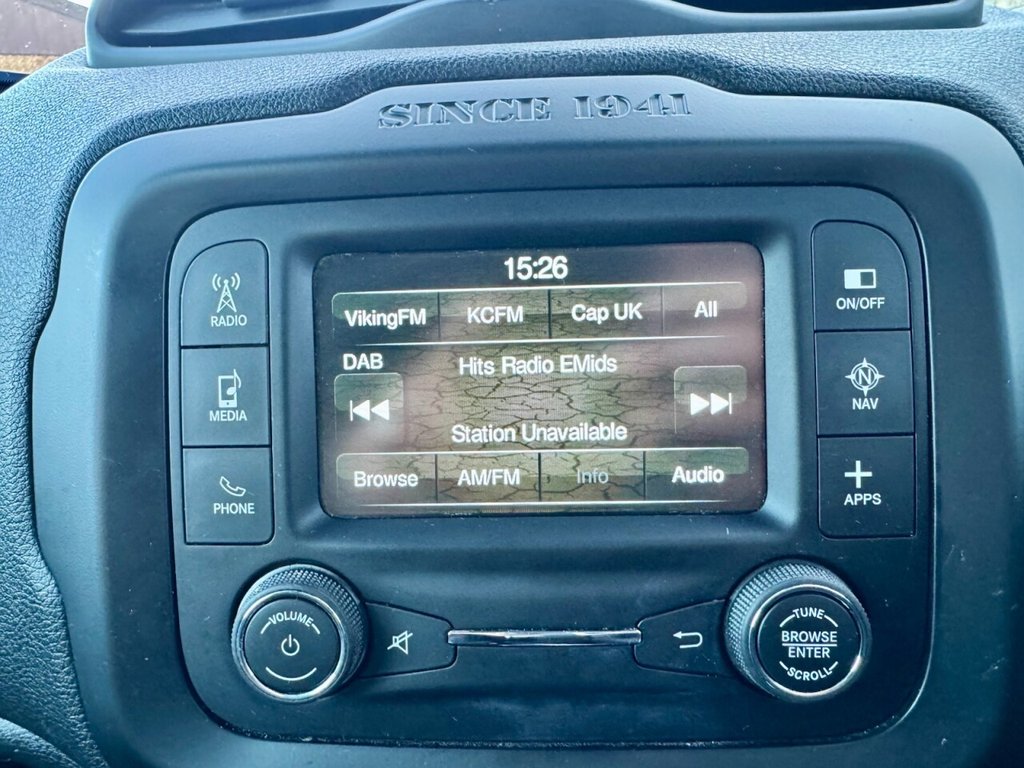 SINCE 1941
15:26
VikingFM KCFM Cap UK All
DAB Hits Radio EMids
Station Unavailable
Browse AM/FM Info Audio
RADIO
MEDIA
PHONE
ON/OFF
N
NAV
APPS
VOLUME
TUNE
BROWSE
ENTER
SCROLL